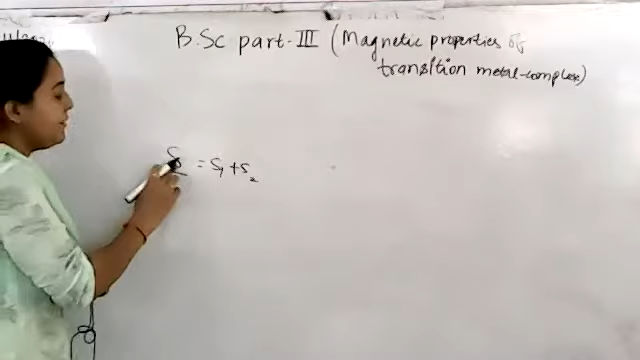 B.Sc part-III (Magnetic properties of
transition metal-complex)
= S₁ + S₂